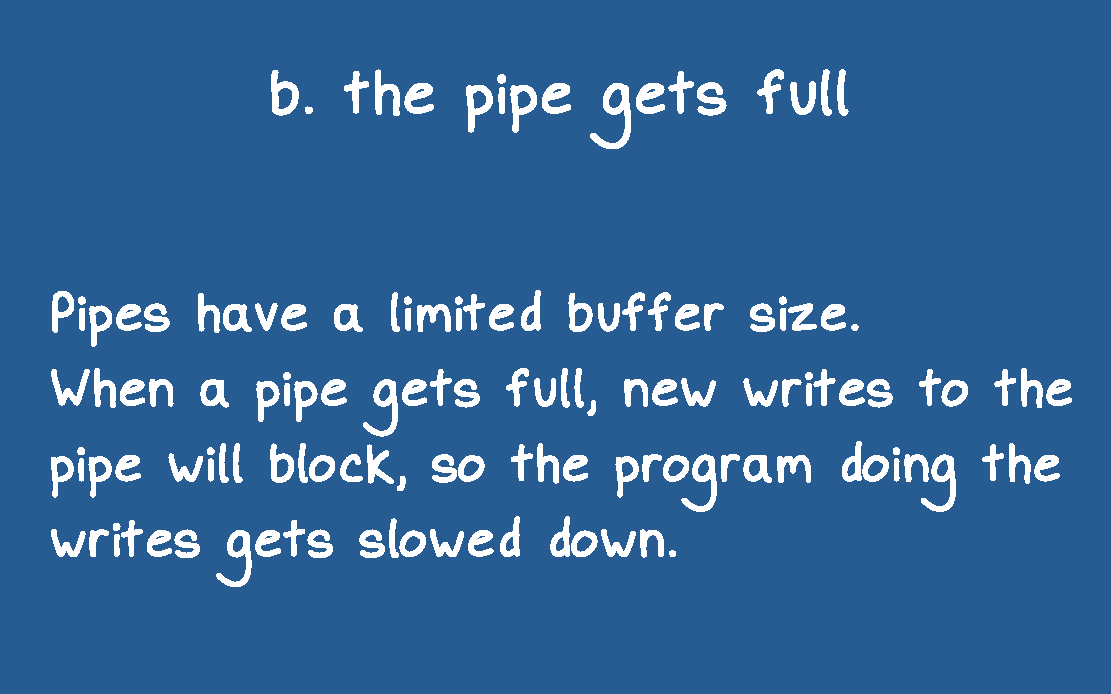 b. the pipe gets full
Pipes have a limited buffer size.
When a pipe gets full, new writes to the
pipe will block, so the program doing the
writes gets slowed down.